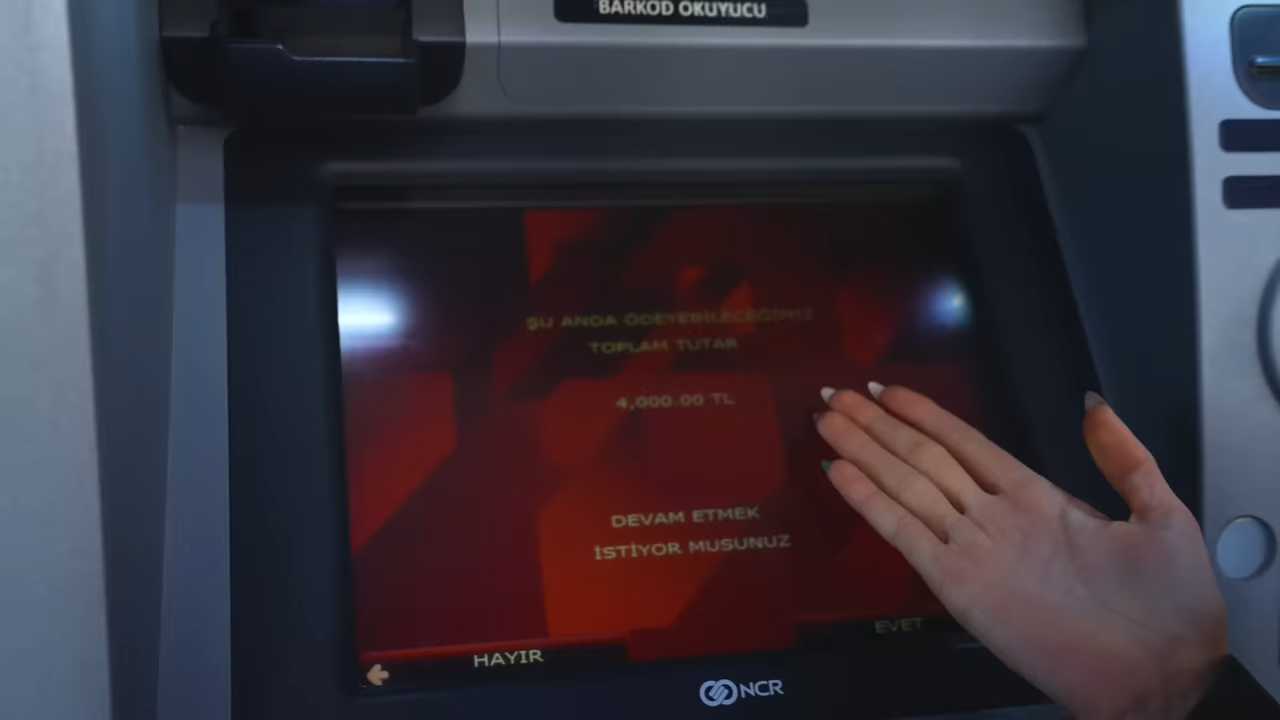 BARKOD OKUYUCU
ŞU ANDA ÖDEYEBİLECEĞİMİZ
TOPLAM TUTAR
4,000.00 TL
DEVAM ETMEK
İSTİYOR MUSUNUZ
EVET
HAYIR
NCR